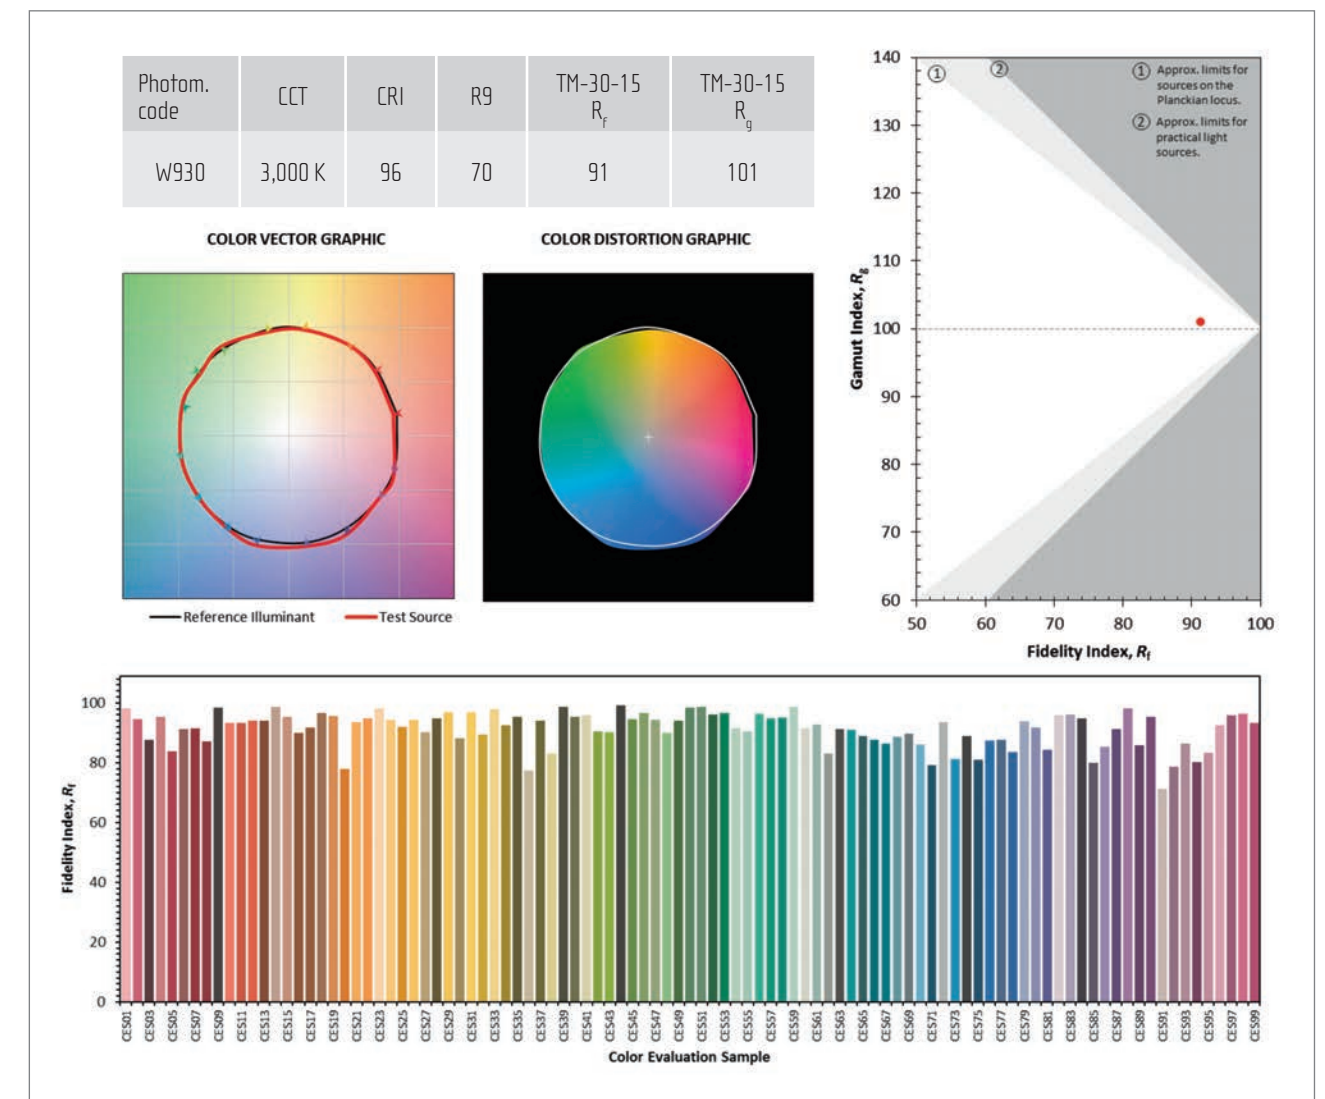 Photom.
code
CCT
CRI
R9
TM-30-15
Rf
TM-30-15
Rg
W930
3,000 K
96
70
91
101
COLOR VECTOR GRAPHIC
COLOR DISTORTION GRAPHIC
Reference Illuminant
Test Source
140
130
120
110
100
90
80
70
60
Gamut Index, Rg
1
2
1 Approx. limits for
sources on the
Planckian locus.
2 Approx. limits for
practical light
sources.
50 60 70 80 90 100
Fidelity Index, Rf
100
80
60
40
20
0
Fidelity Index, Rf
CES01
CES03
CES05
CES07
CES09
CES11
CES13
CES15
CES17
CES19
CES21
CES23
CES25
CES27
CES29
CES31
CES33
CES35
CES37
CES39
CES41
CES43
CES45
CES47
CES49
CES51
CES53
CES55
CES57
CES59
CES61
CES63
CES65
CES67
CES69
CES71
CES73
CES75
CES77
CES79
CES81
CES83
CES85
CES87
CES89
CES91
CES93
CES95
CES97
CES99
Color Evaluation Sample